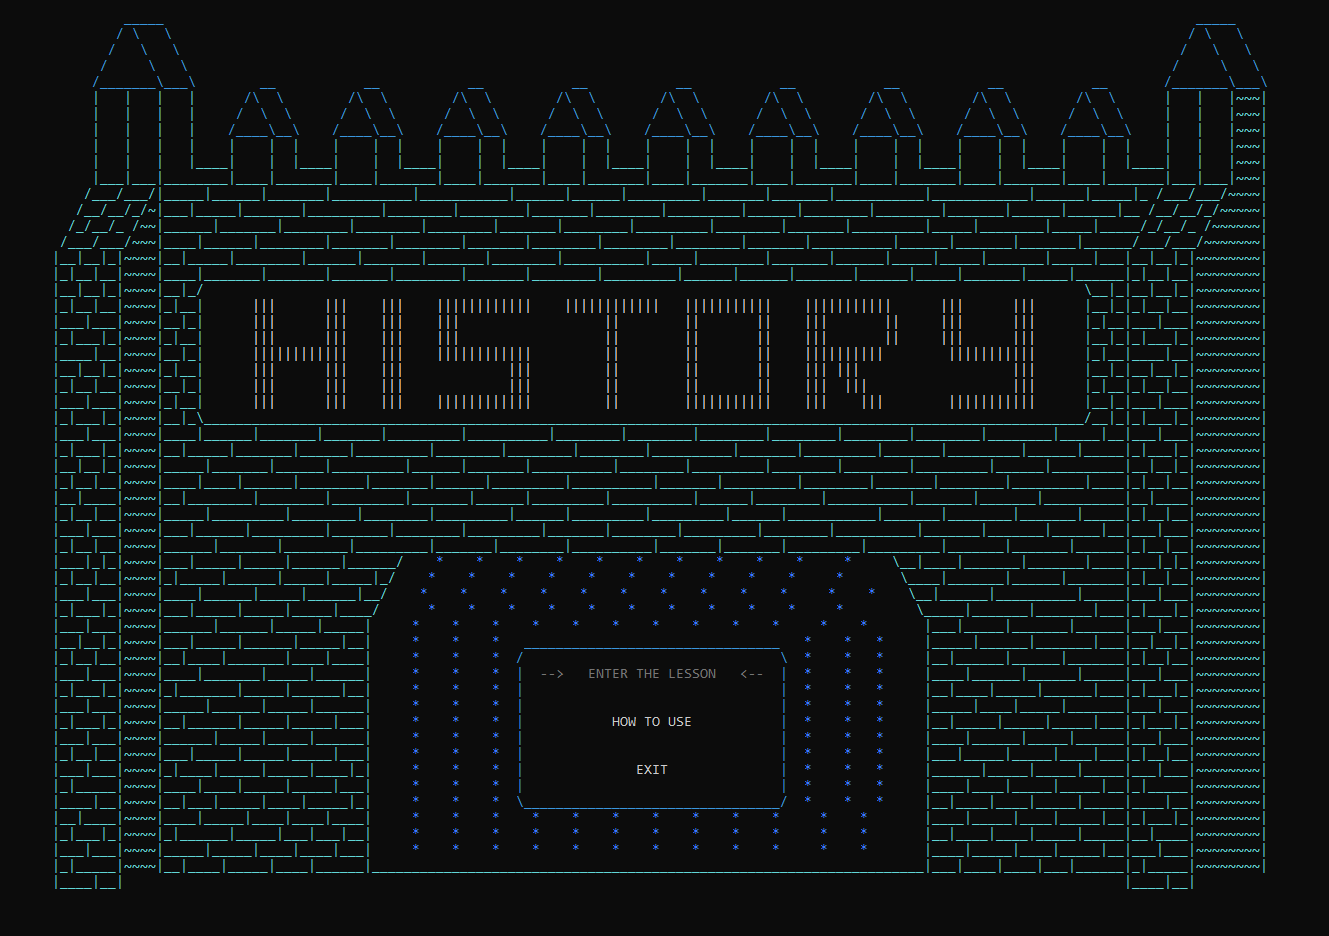 HISTORY
--> ENTER THE LESSON <--
HOW TO USE
EXIT